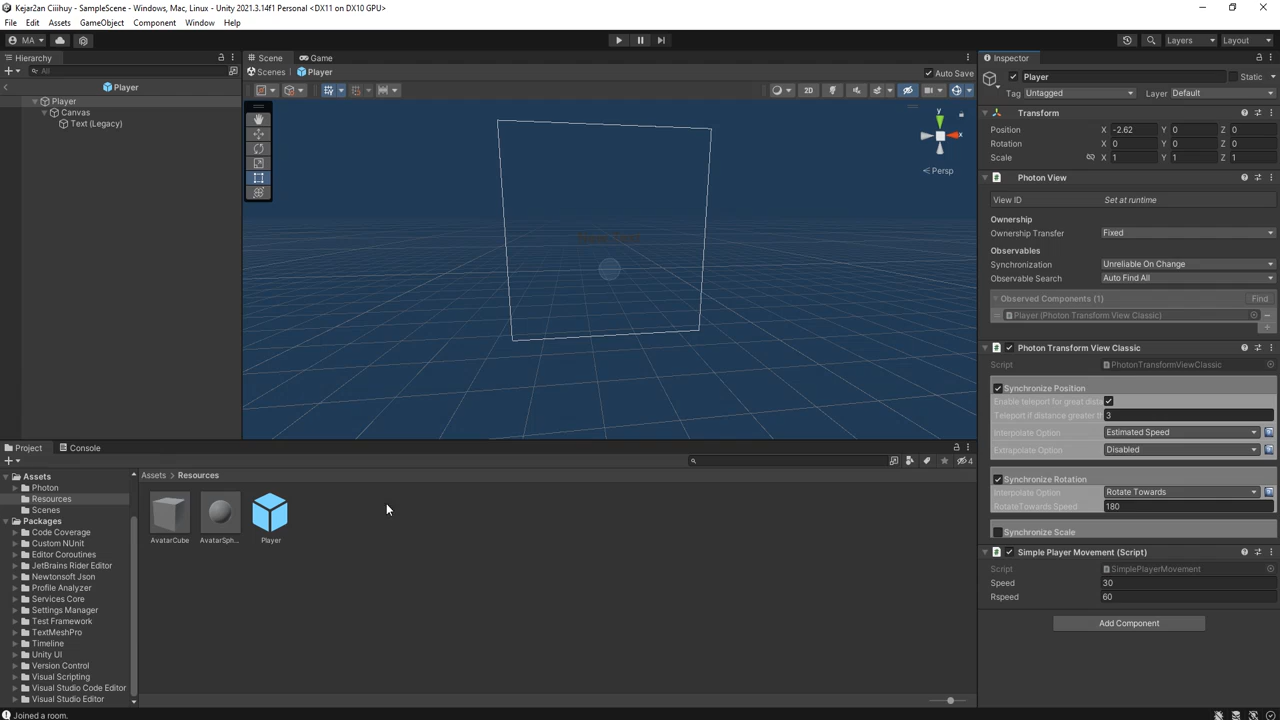 Kejar2an Ciiihuy - SampleScene - Windows, Mac, Linux - Unity 2021.3.14f1 Personal <DX11 on DX10 GPU>
File Edit Assets GameObject Component Window Help
MA Layers Layout
Hierarchy
All
Player
Player
Canvas
Text (Legacy)
Scene Game
Scenes Player Auto Save
2D
y
x
z
Persp
Inspector
Player Static
Tag Untagged Layer Default
Transform
Position X -2.62 Y 0 Z 0
Rotation X 0 Y 0 Z 0
Scale X 1 Y 1 Z 1
Photon View
View ID Set at runtime
Ownership
Ownership Transfer Fixed
Observables
Synchronization Unreliable On Change
Observable Search Auto Find All
Observed Components (1) Find
Player (Photon Transform View Classic)
Photon Transform View Classic
Script PhotonTransformViewClassic
Synchronize Position
Enable teleport for great dista
Teleport if distance greater th 3
Interpolate Option Estimated Speed
Extrapolate Option Disabled
Synchronize Rotation
Interpolate Option Rotate Towards
RotateTowards Speed 180
Synchronize Scale
Simple Player Movement (Script)
Script SimplePlayerMovement
Speed 30
Rspeed 60
Add Component
Project Console
4
Assets
Photon
Resources
Scenes
Packages
Code Coverage
Custom NUnit
Editor Coroutines
JetBrains Rider Editor
Newtonsoft Json
Profile Analyzer
Services Core
Settings Manager
Test Framework
TextMeshPro
Timeline
Unity UI
Version Control
Visual Scripting
Visual Studio Code Editor
Visual Studio Editor
Assets > Resources
AvatarCube AvatarSph... Player
Joined a room.